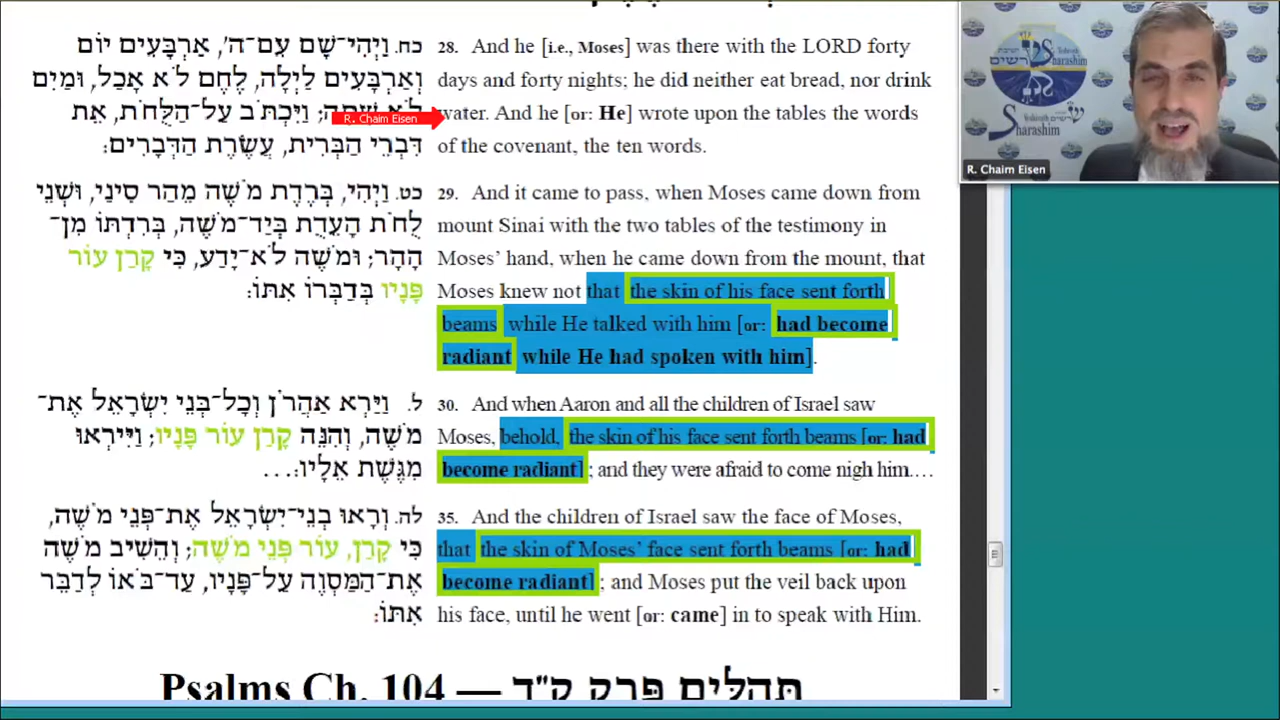 כח. וַיְהִי־שָׁם עִם־ה', אַרְבָּעִים יוֹם
וְאַרְבָּעִים לַיְלָה, לֶחֶם לֹא אָכַל, וּמַיִם
לֹא שָׁתָה; וַיִּכְתֹּב עַל־הַלֻּחֹת, אֵת
דִּבְרֵי הַבְּרִית, עֲשֶׂרֶת הַדְּבָרִים:
28. And he [i.e., Moses] was there with the LORD forty
days and forty nights; he did neither eat bread, nor drink
water. And he [or: He] wrote upon the tables the words
of the covenant, the ten words.
R. Chaim Eisen
כט. וַיְהִי, בְּרֶדֶת מֹשֶׁה מֵהַר סִינַי, וּשְׁנֵי
לֻחֹת הָעֵדֻת בְּיַד־מֹשֶׁה, בְּרִדְתּוֹ מִן־
הָהָר; וּמֹשֶׁה לֹא־יָדַע, כִּי קָרַן עוֹר
פָּנָיו בְּדַבְּרוֹ אִתּוֹ:
29. And it came to pass, when Moses came down from
mount Sinai with the two tables of the testimony in
Moses’ hand, when he came down from the mount, that
Moses knew not that the skin of his face sent forth
beams while He talked with him [or: had become
radiant while He had spoken with him].
ל. וַיַּרְא אַהֲרֹן וְכָל־בְּנֵי יִשְׂרָאֵל אֶת־
מֹשֶׁה, וְהִנֵּה קָרַן עוֹר פָּנָיו; וַיִּירְאוּ
מִגֶּשֶׁת אֵלָיו:...
30. And when Aaron and all the children of Israel saw
Moses, behold, the skin of his face sent forth beams [or: had
become radiant]; and they were afraid to come nigh him.…
לה. וְרָאוּ בְנֵי־יִשְׂרָאֵל אֶת־פְּנֵי מֹשֶׁה,
כִּי קָרַן, עוֹר פְּנֵי מֹשֶׁה; וְהֵשִׁיב מֹשֶׁה
אֶת־הַמַּסְוֶה עַל־פָּנָיו, עַד־בֹּאוֹ לְדַבֵּר
אִתּוֹ:
35. And the children of Israel saw the face of Moses,
that the skin of Moses’ face sent forth beams [or: had
become radiant]; and Moses put the veil back upon
his face, until he went [or: came] in to speak with Him.
Psalms Ch. 104 — תְּהִלִּים פֶּרֶק ק"ד
Yeshivath
Sharashim
R. Chaim Eisen